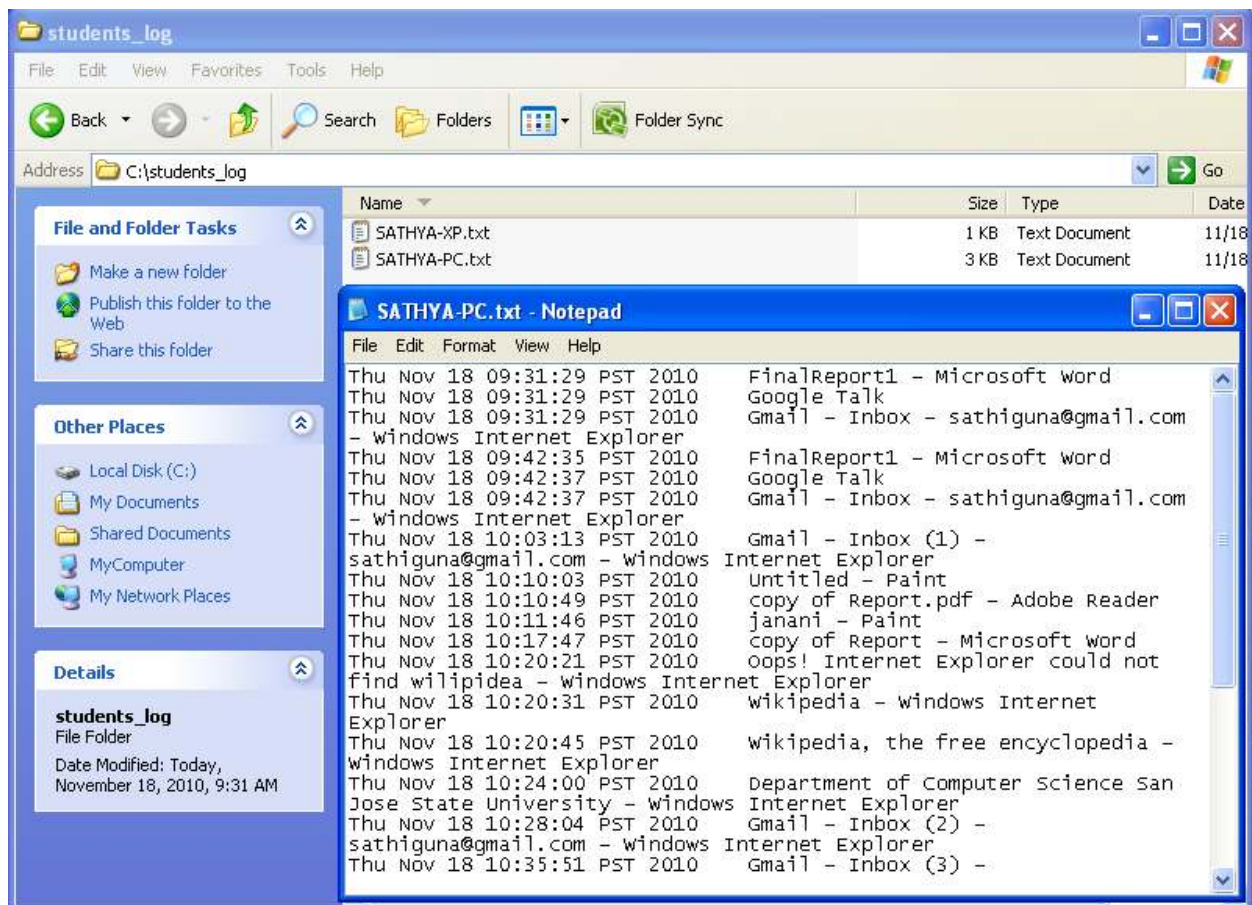 students_log
File Edit View Favorites Tools Help
Back Search Folders Folder Sync
Address C:\students_log Go
File and Folder Tasks
Make a new folder
Publish this folder to the
Web
Share this folder
Other Places
Local Disk (C:)
My Documents
Shared Documents
MyComputer
My Network Places
Details
students_log
File Folder
Date Modified: Today,
November 18, 2010, 9:31 AM
Name Size Type Date
SATHYA-XP.txt 1 KB Text Document 11/18
SATHYA-PC.txt 3 KB Text Document 11/18
SATHYA-PC.txt - Notepad
File Edit Format View Help
Thu Nov 18 09:31:29 PST 2010 FinalReport1 - Microsoft Word
Thu Nov 18 09:31:29 PST 2010 Google Talk
Thu Nov 18 09:31:29 PST 2010 Gmail - Inbox - sathiguna@gmail.com
- Windows Internet Explorer
Thu Nov 18 09:42:35 PST 2010 FinalReport1 - Microsoft Word
Thu Nov 18 09:42:37 PST 2010 Google Talk
Thu Nov 18 09:42:37 PST 2010 Gmail - Inbox - sathiguna@gmail.com
- Windows Internet Explorer
Thu Nov 18 10:03:13 PST 2010 Gmail - Inbox (1) -
sathiguna@gmail.com - Windows Internet Explorer
Thu Nov 18 10:10:03 PST 2010 Untitled - Paint
Thu Nov 18 10:10:49 PST 2010 copy of Report.pdf - Adobe Reader
Thu Nov 18 10:11:46 PST 2010 janani - Paint
Thu Nov 18 10:17:47 PST 2010 copy of Report - Microsoft Word
Thu Nov 18 10:20:21 PST 2010 Oops! Internet Explorer could not
find wilipidea - Windows Internet Explorer
Thu Nov 18 10:20:31 PST 2010 Wikipedia - Windows Internet
Explorer
Thu Nov 18 10:20:45 PST 2010 Wikipedia, the free encyclopedia -
Windows Internet Explorer
Thu Nov 18 10:24:00 PST 2010 Department of Computer Science San
Jose State University - Windows Internet Explorer
Thu Nov 18 10:28:04 PST 2010 Gmail - Inbox (2) -
sathiguna@gmail.com - Windows Internet Explorer
Thu Nov 18 10:35:51 PST 2010 Gmail - Inbox (3) -